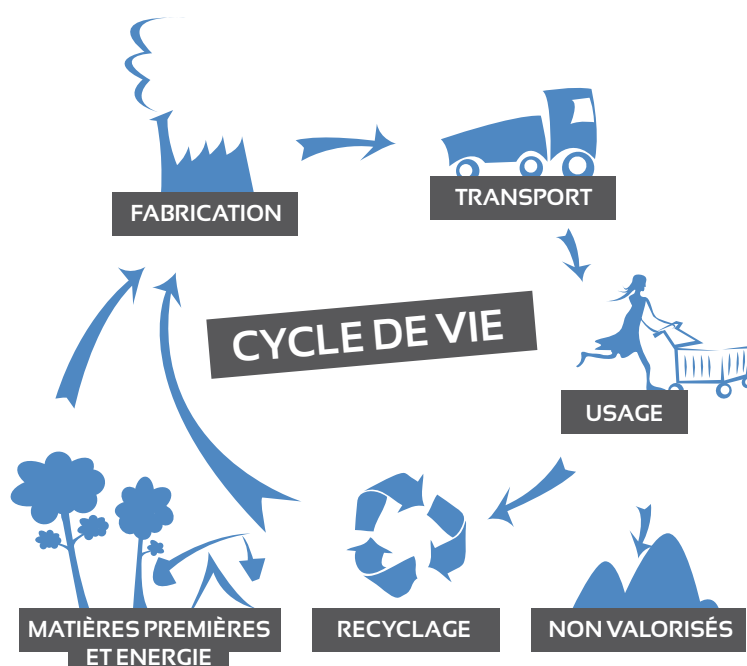 FABRICATION
TRANSPORT
CYCLE DE VIE
USAGE
MATIÈRES PREMIÈRES
ET ENERGIE
RECYCLAGE
NON VALORISÉS